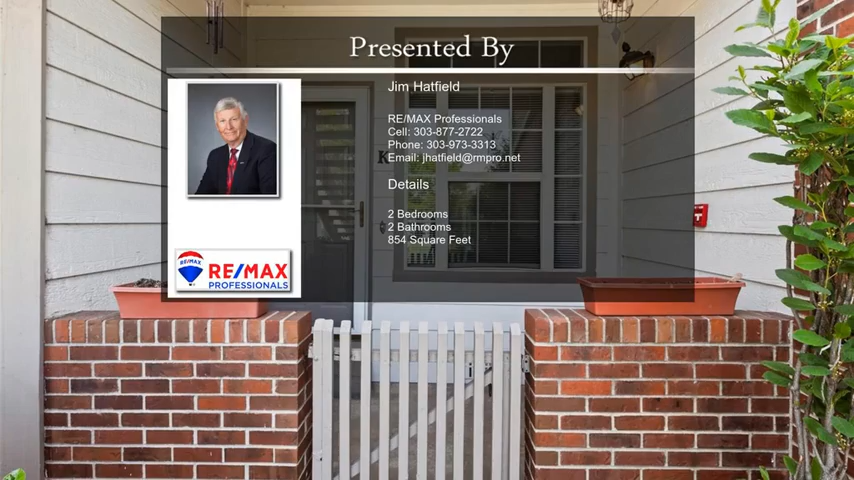 Presented By
Jim Hatfield
RE/MAX Professionals
Cell: 303-877-2722
Phone: 303-973-3313
Email: jhatfield@rmpro.net
Details
2 Bedrooms
2 Bathrooms
854 Square Feet
RE/MAX
RE/MAX
PROFESSIONALS
K